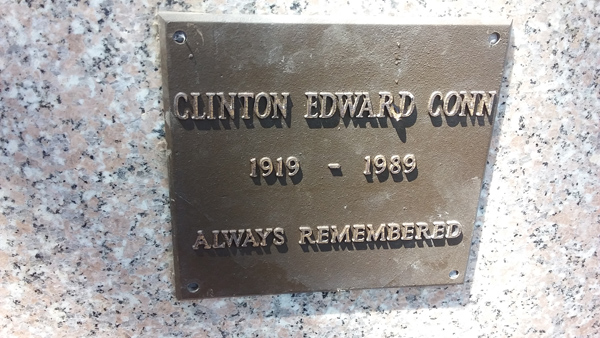 CLINTON EDWARD CONN
1919 - 1989
ALWAYS REMEMBERED